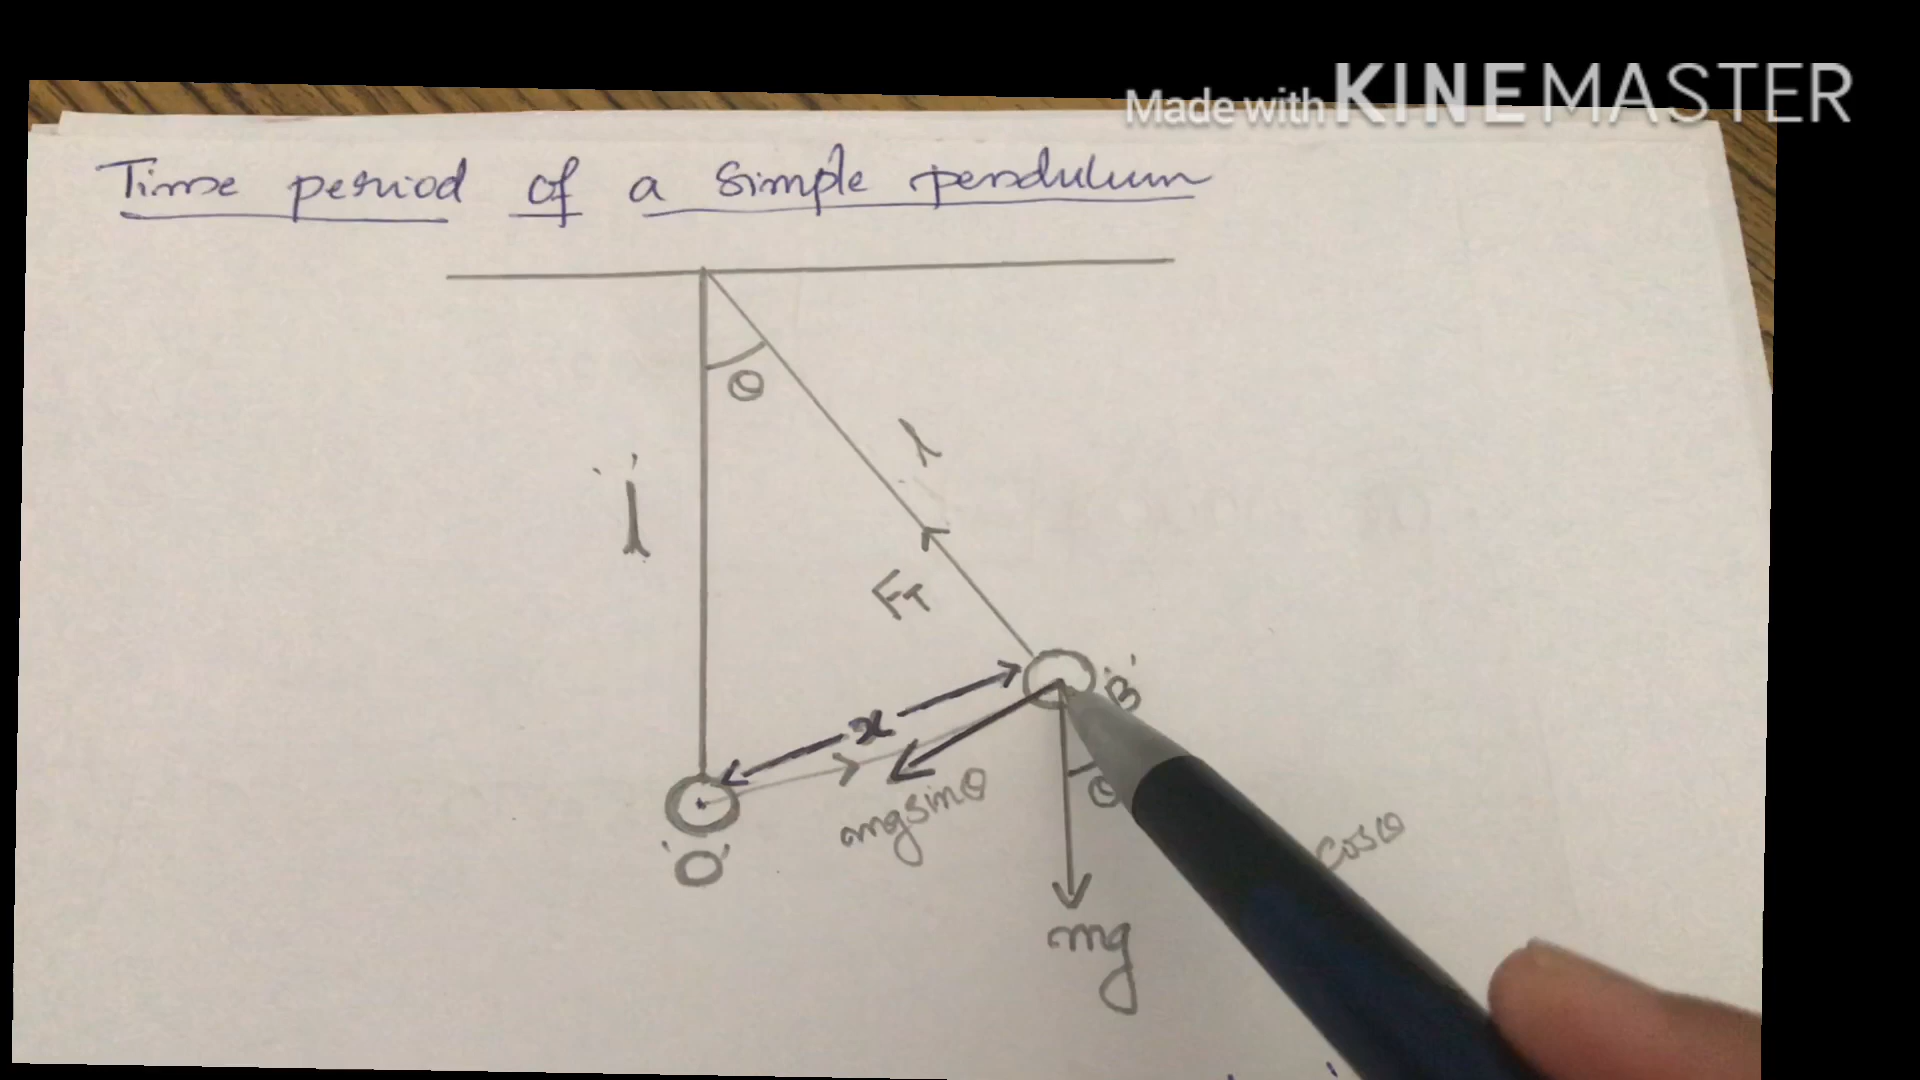 Made with KINEMASTER
Time period of a simple pendulum
θ
l
'l'
FT
x
'B'
mg sinθ
θ
cosθ
'O'
mg